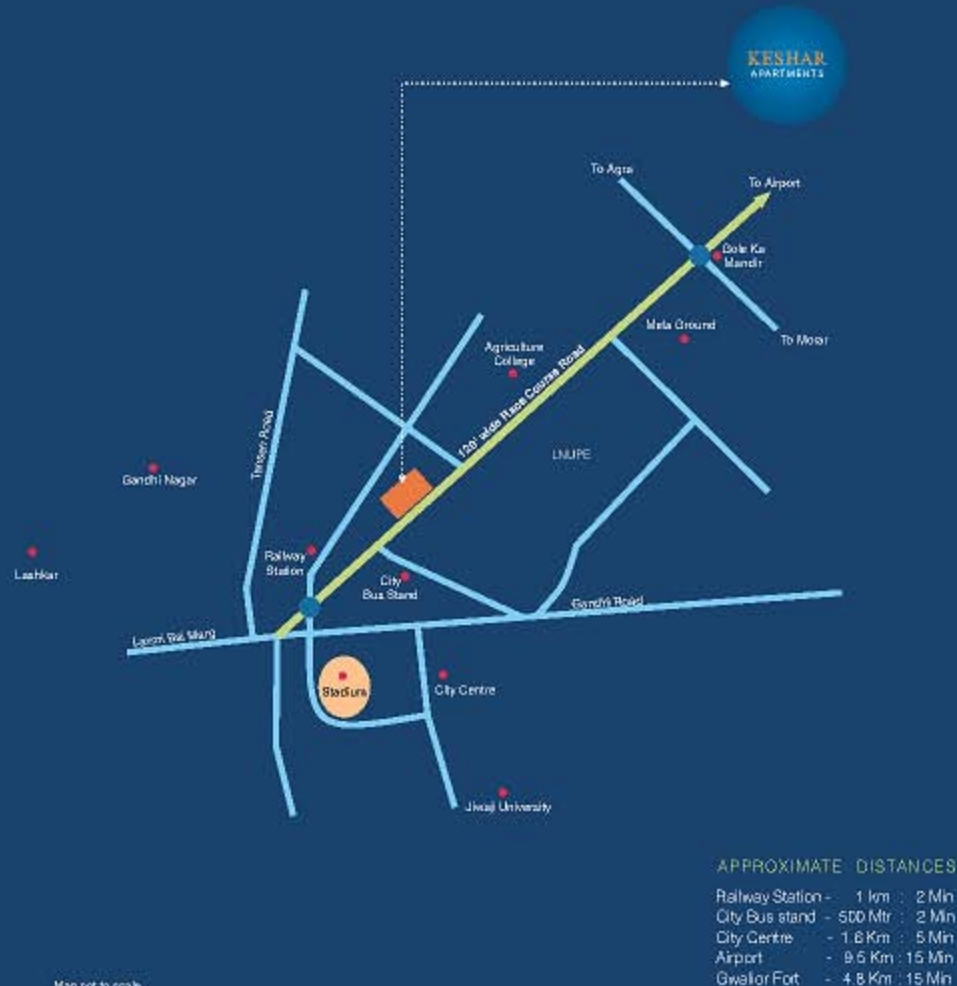 KESHAR
APARTMENTS
To Agra
To Airport
Gole Ka
Mandir
Mela Ground
To Morar
Agriculture
College
120' wide Race Course Road
Tansen Road
LNUPE
Gandhi Nagar
Railway
Station
Lashkar
City
Bus Stand
Gandhi Road
Laxmi Bai Marg
Stadium
City Centre
Jiwaji University
APPROXIMATE DISTANCES
Railway Station - 1 km : 2 Min
City Bus stand - 500 Mtr : 2 Min
City Centre - 1.6 Km : 5 Min
Airport - 9.5 Km : 15 Min
Gwalior Fort - 4.8 Km : 15 Min
Map not to scale